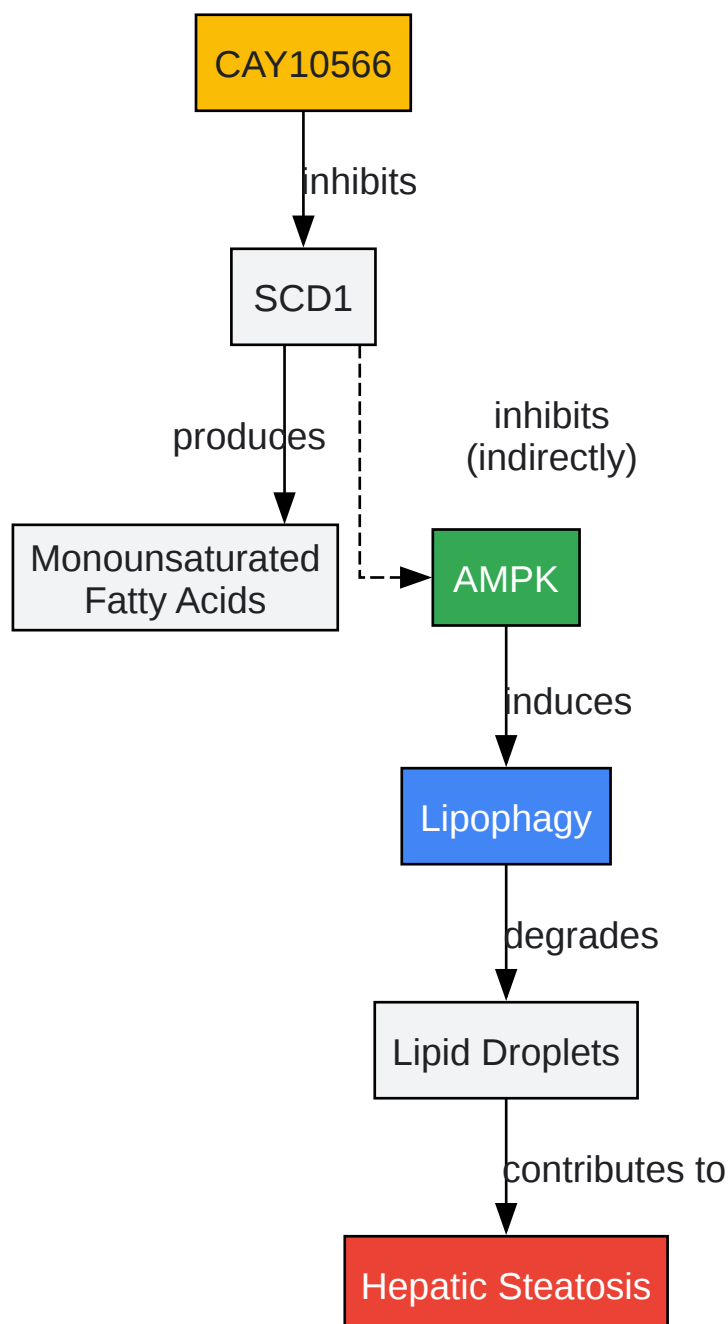 CAY10566
inhibits
SCD1
produces
inhibits
(indirectly)
Monounsaturated
Fatty Acids
AMPK
induces
Lipophagy
degrades
Lipid Droplets
contributes to
Hepatic Steatosis